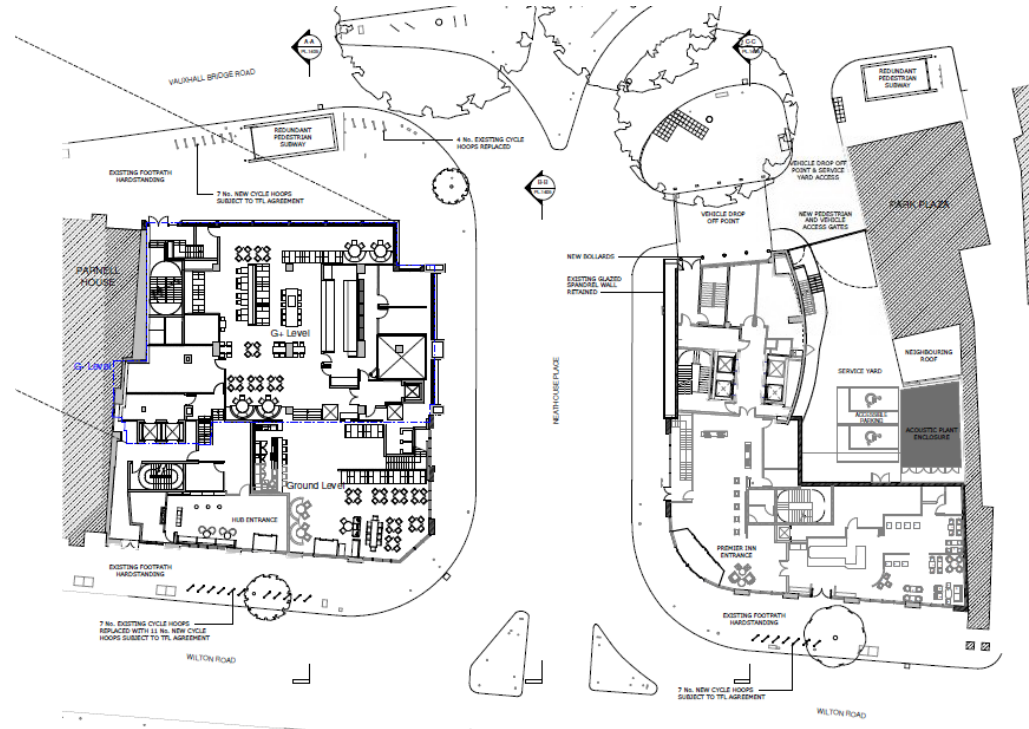 A-A
C-C
VAUXHALL BRIDGE ROAD
REDUNDANT
PEDESTRIAN
SUBWAY
REDUNDANT
PEDESTRIAN
SUBWAY
4 No. EXISTING CYCLE
HOOPS REPLACED
EXISTING FOOTPATH
HARDSTANDING
7 No. NEW CYCLE HOOPS
SUBJECT TO TFL AGREEMENT
B-B
VEHICLE DROP OFF
POINT & SERVICE
YARD ACCESS
VEHICLE DROP
OFF POINT
NEW PEDESTRIAN
AND VEHICLE
ACCESS GATES
PARK PLAZA
NEW BOLLARDS
EXISTING GLAZED
SPANDREL WALL
RETAINED
PARNELL
HOUSE
G+ Level
G+ Level
NEATHOUSE PLACE
NEIGHBOURING
ROOF
SERVICE YARD
ACCESSIBLE
PARKING
ACOUSTIC PLANT
ENCLOSURE
Ground Level
HUB ENTRANCE
PREMIER INN
ENTRANCE
EXISTING FOOTPATH
HARDSTANDING
EXISTING FOOTPATH
HARDSTANDING
7 No. EXISTING CYCLE HOOPS
REPLACED WITH 11 No. NEW CYCLE
HOOPS SUBJECT TO TFL AGREEMENT
WILTON ROAD
7 No. NEW CYCLE HOOPS
SUBJECT TO TFL AGREEMENT
WILTON ROAD